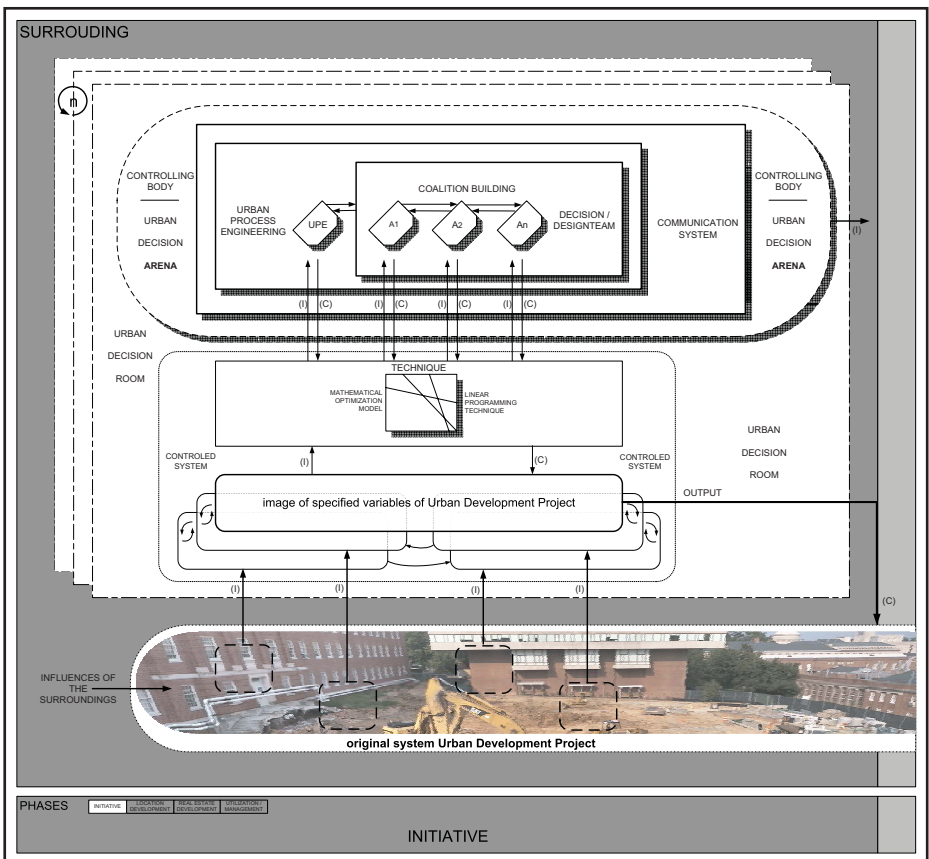 SURROUDING
n
CONTROLLING
BODY
URBAN
DECISION
ARENA
URBAN
PROCESS
ENGINEERING
COALITION BUILDING
UPE
A1
A2
An
DECISION /
DESIGNTEAM
COMMUNICATION
SYSTEM
CONTROLLING
BODY
URBAN
DECISION
ARENA
(I)
(I) (C) (I) (C) (I) (C) (I) (C)
URBAN
DECISION
ROOM
TECHNIQUE
MATHEMATICAL
OPTIMIZATION
MODEL
LINEAR
PROGRAMMING
TECHNIQUE
URBAN
DECISION
ROOM
CONTROLED
SYSTEM
(I)
(C)
CONTROLED
SYSTEM
OUTPUT
image of specified variables of Urban Development Project
(I) (I) (I) (I)
(C)
INFLUENCES OF
THE
SURROUNDINGS
original system Urban Development Project
PHASES
INITIATIVE
LOCATION
DEVELOPMENT
REAL ESTATE
DEVELOPMENT
UTILIZATION /
MANAGEMENT
INITIATIVE